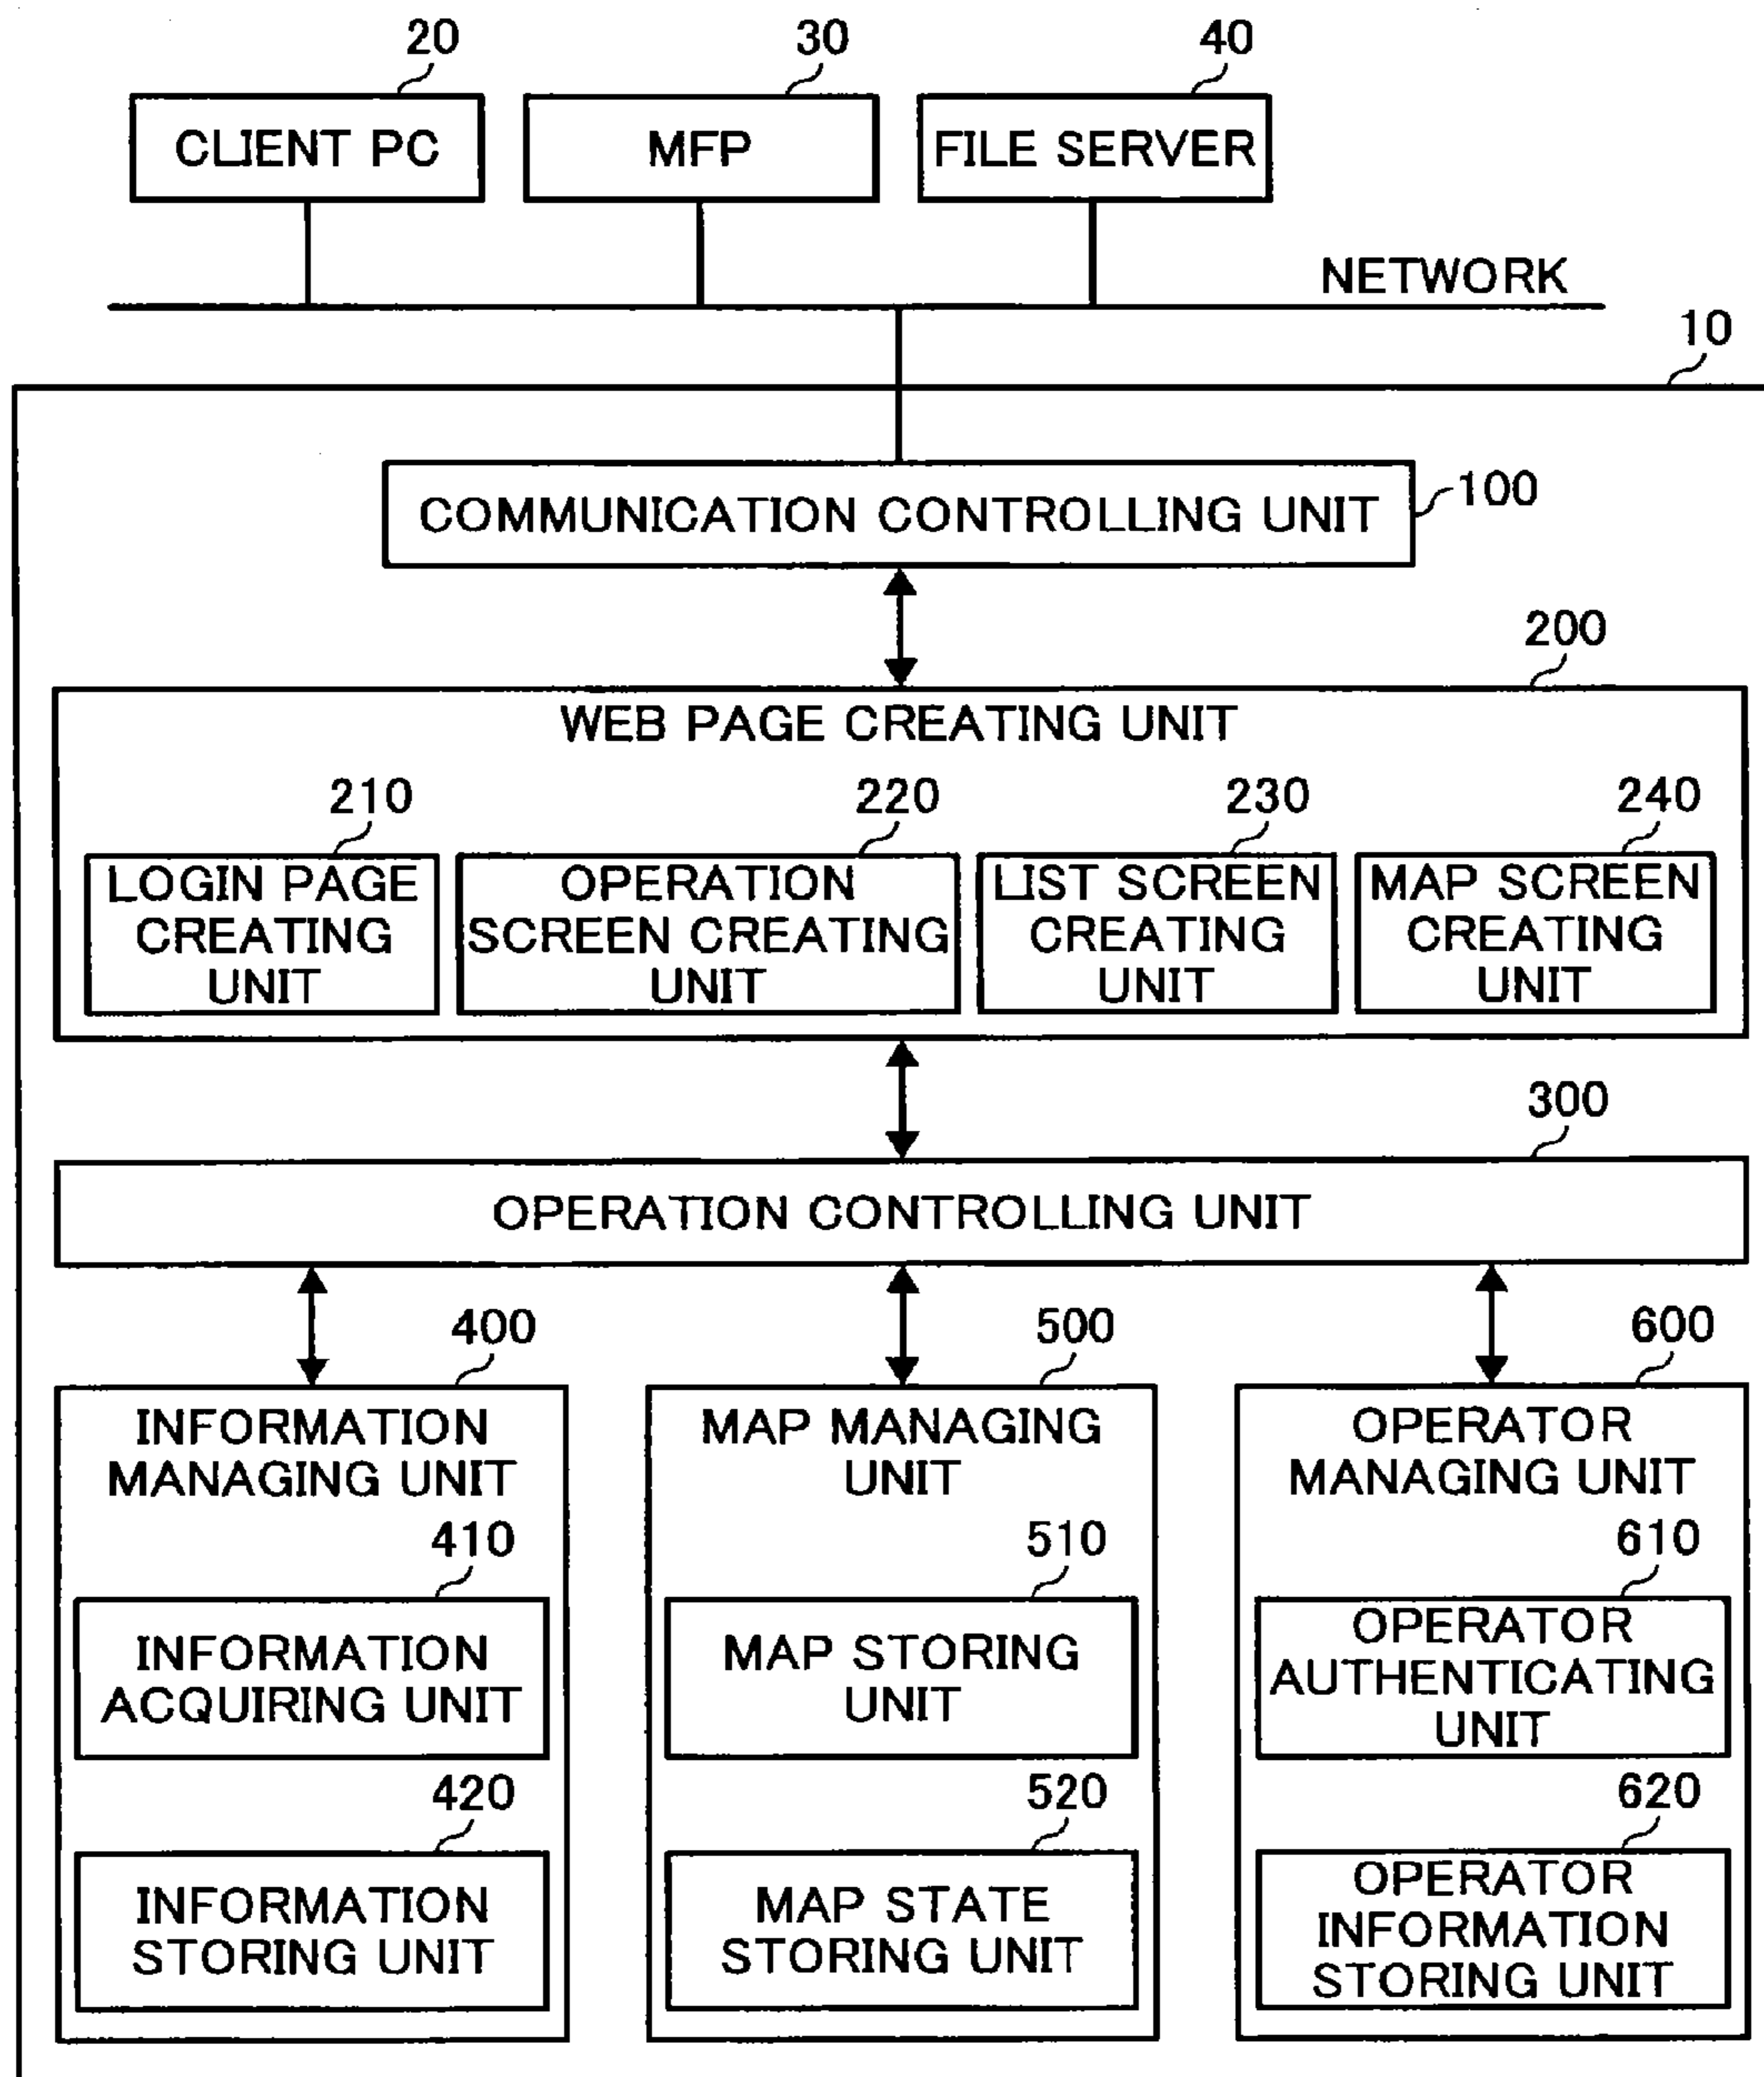 20
30
40
CLIENT PC
MFP
FILE SERVER
NETWORK
10
COMMUNICATION CONTROLLING UNIT
100
200
WEB PAGE CREATING UNIT
210
220
230
240
LOGIN PAGE
CREATING
UNIT
OPERATION
SCREEN CREATING
UNIT
LIST SCREEN
CREATING
UNIT
MAP SCREEN
CREATING
UNIT
300
OPERATION CONTROLLING UNIT
400
500
600
INFORMATION
MANAGING UNIT
MAP MANAGING
UNIT
OPERATOR
MANAGING UNIT
410
510
610
INFORMATION
ACQUIRING UNIT
MAP STORING
UNIT
OPERATOR
AUTHENTICATING
UNIT
420
520
620
INFORMATION
STORING UNIT
MAP STATE
STORING UNIT
OPERATOR
INFORMATION
STORING UNIT